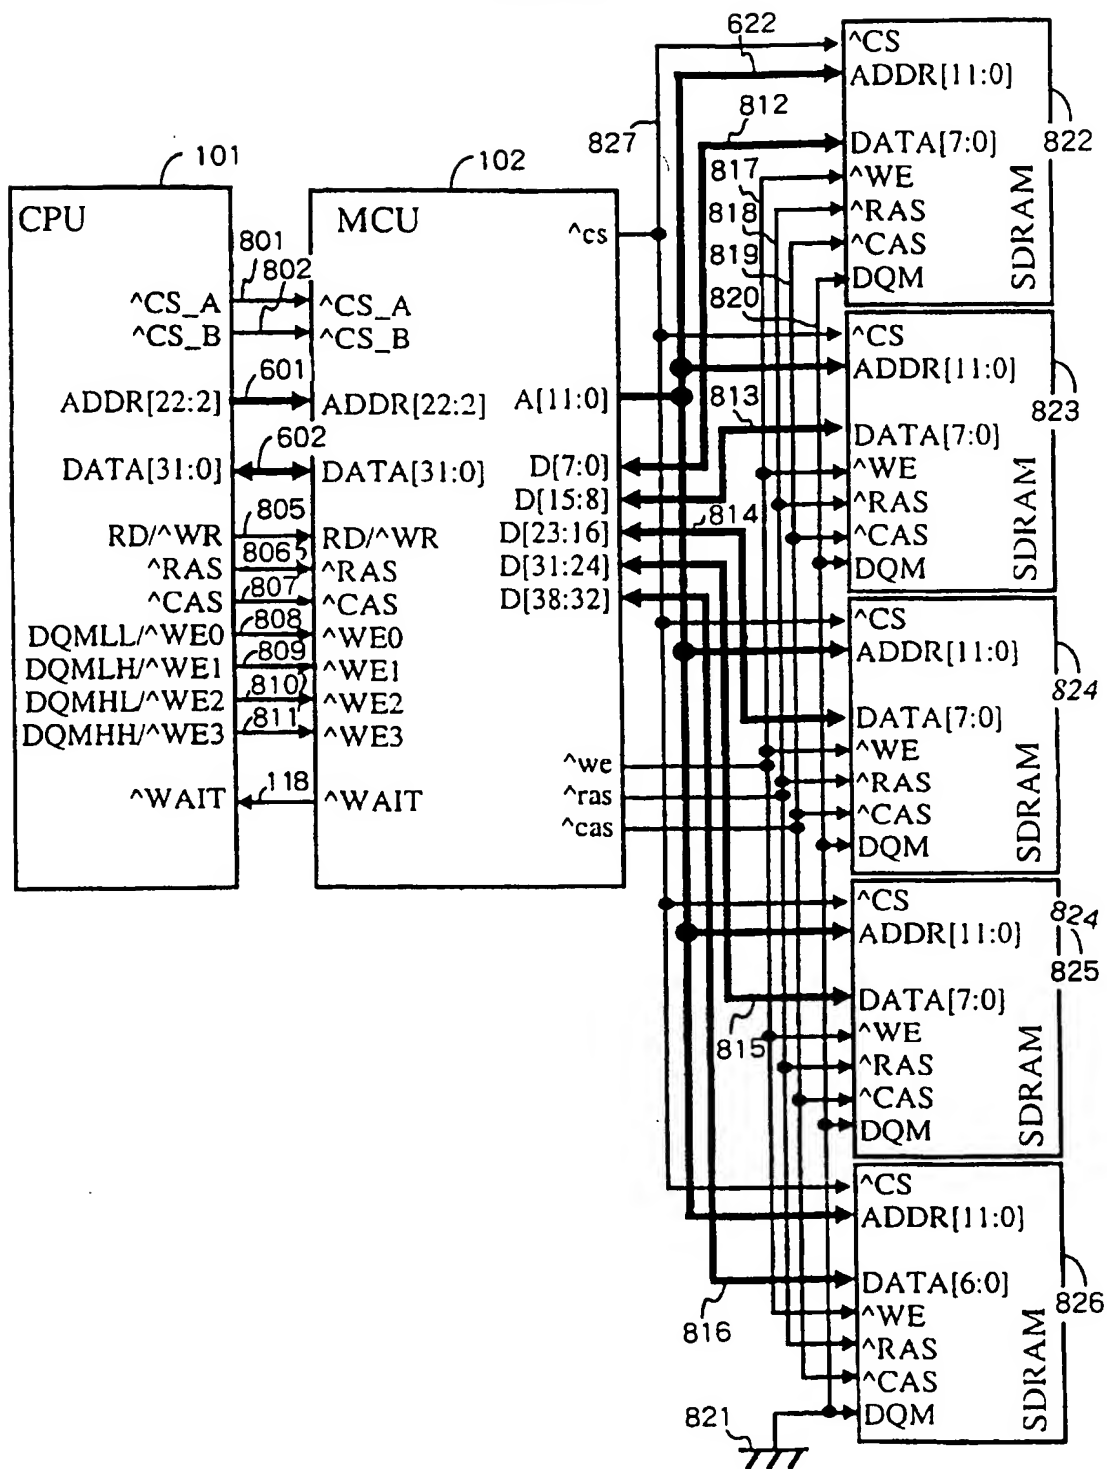 622
^CS
ADDR[11:0]
827
812
822
DATA[7:0]
817
^WE
818
^RAS
819
^CAS
820
DQM
SDRAM
101
102
CPU
MCU
^cs
801
802
^CS_A
^CS_A
^CS_B
^CS_B
601
ADDR[22:2]
ADDR[22:2]
A[11:0]
602
DATA[31:0]
DATA[31:0]
D[7:0]
D[15:8]
D[23:16]
D[31:24]
D[38:32]
805
RD/^WR
RD/^WR
806
^RAS
^RAS
807
^CAS
^CAS
808
DQMLL/^WE0
^WE0
809
DQMLH/^WE1
^WE1
810
DQMHL/^WE2
^WE2
811
DQMHH/^WE3
^WE3
^we
^ras
^cas
118
^WAIT
^WAIT
^CS
ADDR[11:0]
823
813
DATA[7:0]
^WE
^RAS
814
^CAS
DQM
SDRAM
^CS
ADDR[11:0]
824
DATA[7:0]
^WE
^RAS
^CAS
DQM
SDRAM
^CS
824
ADDR[11:0]
825
DATA[7:0]
815
^WE
^RAS
^CAS
DQM
SDRAM
^CS
ADDR[11:0]
DATA[6:0]
826
816
^WE
^RAS
^CAS
DQM
SDRAM
821